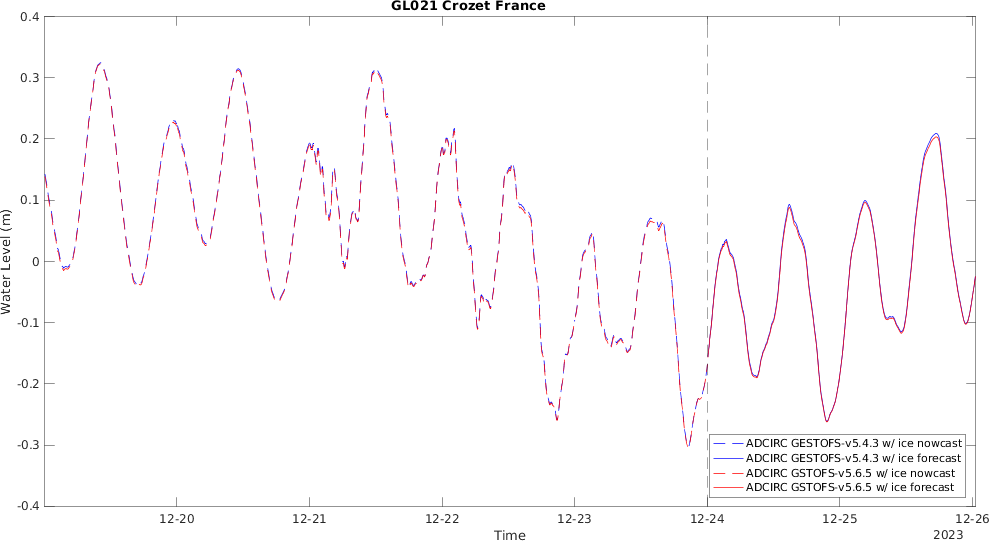 GL021 Crozet France
0.4
0.3
0.2
0.1
0
-0.1
-0.2
-0.3
-0.4
Water Level (m)
12-20
12-21
12-22
12-23
12-24
12-25
12-26
Time
2023
ADCIRC GESTOFS-v5.4.3 w/ ice nowcast
ADCIRC GESTOFS-v5.4.3 w/ ice forecast
ADCIRC GSTOFS-v5.6.5 w/ ice nowcast
ADCIRC GSTOFS-v5.6.5 w/ ice forecast